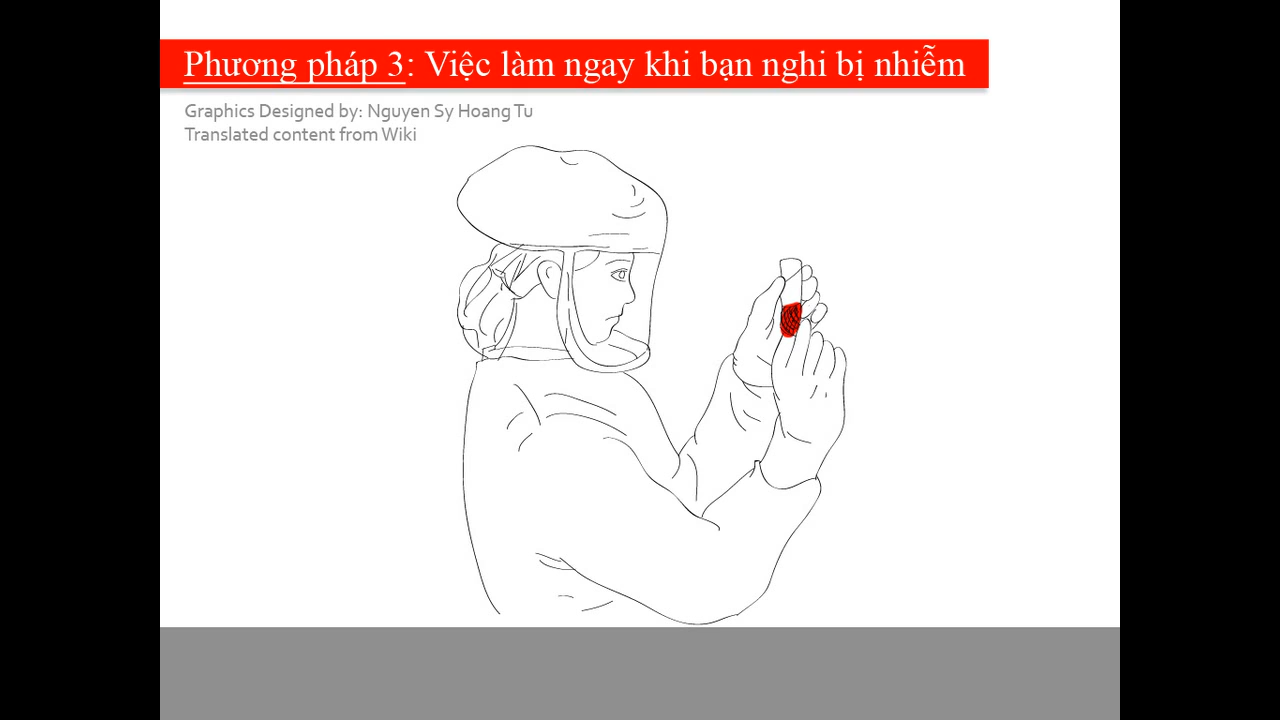 Phương pháp 3: Việc làm ngay khi bạn nghi bị nhiễm
Graphics Designed by: Nguyen Sy Hoang Tu
Translated content from Wiki